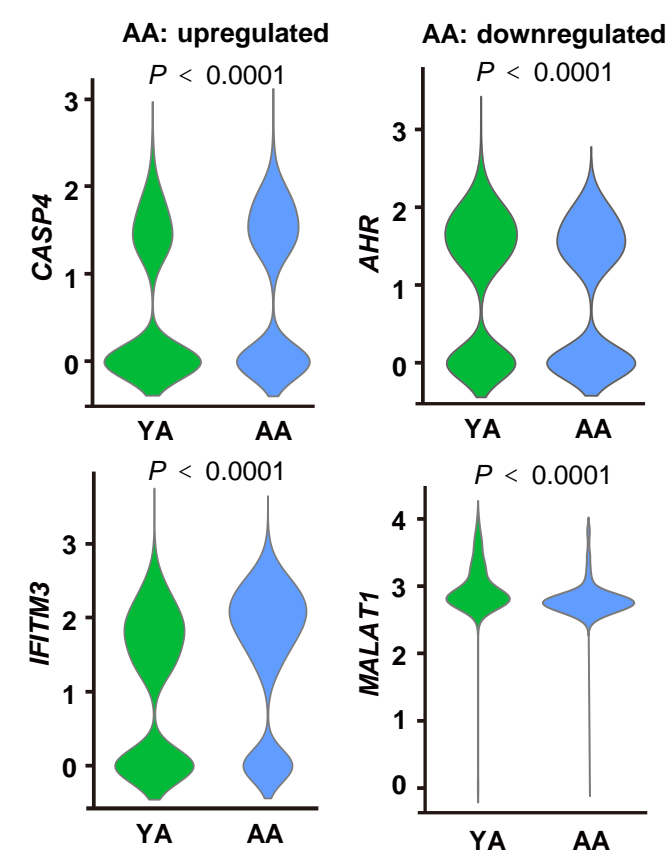 AA: upregulated
P < 0.0001
CASP4
3
2
1
0
YA AA
AA: downregulated
P < 0.0001
AHR
3
2
1
0
YA AA
P < 0.0001
IFITM3
3
2
1
0
YA AA
P < 0.0001
MALAT1
4
3
2
1
0
YA AA